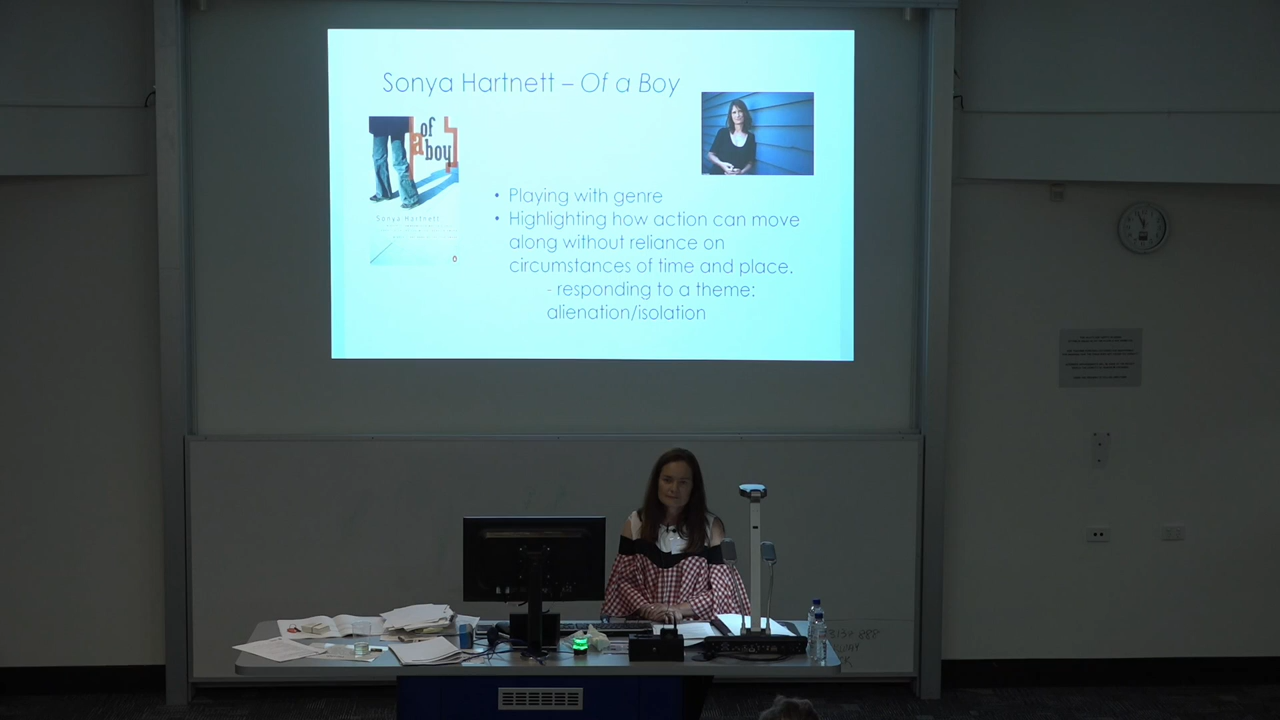 Sonya Hartnett – Of a Boy
of
a
boy
Sonya Hartnett
• Playing with genre
• Highlighting how action can move
along without reliance on
circumstances of time and place.
- responding to a theme:
alienation/isolation